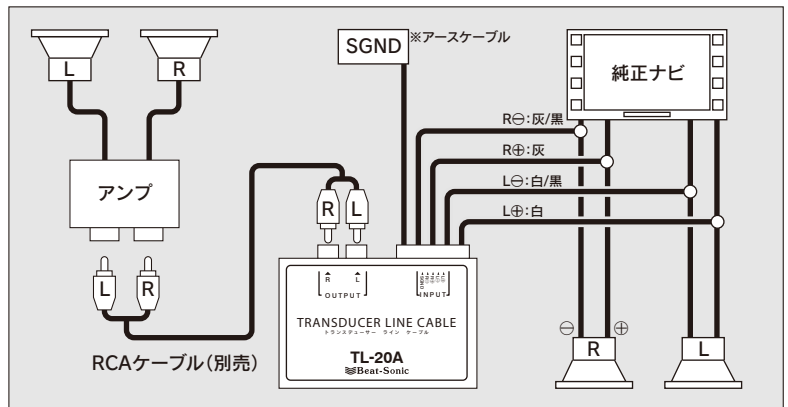 L
R
SGND
※アースケーブル
純正ナビ
R⊖:灰/黒
R⊕:灰
L⊖:白/黒
L⊕:白
アンプ
R
L
L
R
RCAケーブル(別売)
R
L
OUTPUT
SGND
INPUT
TRANSDUCER LINE CABLE
トランスデューサー ライン ケーブル
TL-20A
Beat-Sonic
⊖
⊕
R
L